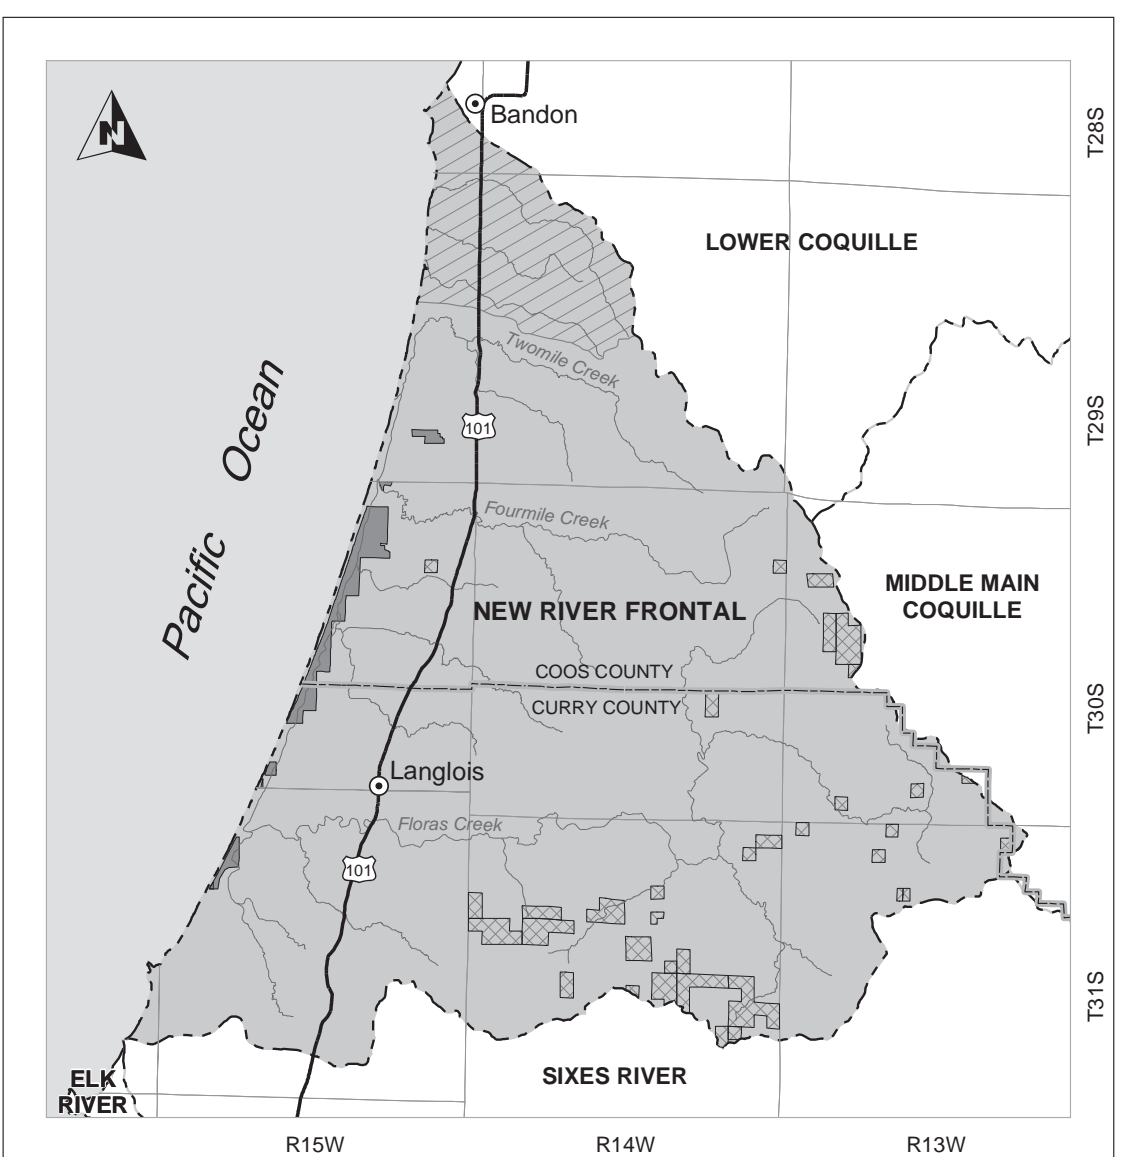 N
Bandon
T28S
LOWER COQUILLE
Twomile Creek
Pacific Ocean
T29S
101
Fourmile Creek
MIDDLE MAIN
COQUILLE
NEW RIVER FRONTAL
COOS COUNTY
CURRY COUNTY
T30S
Langlois
Floras Creek
101
T31S
SIXES RIVER
ELK
RIVER
R15W
R14W
R13W